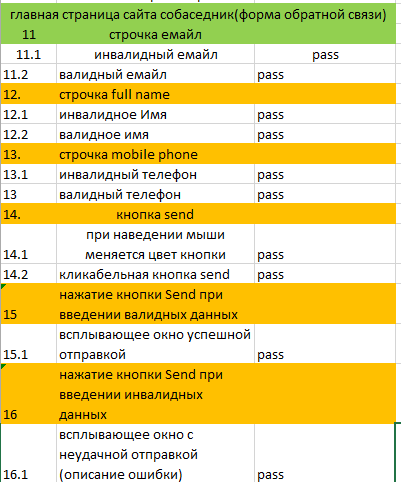 главная страница сайта собаседник(форма обратной связи)
11 строчка емайл
11.1 инвалидный емайл pass
11.2 валидный емайл pass
12. строчка full name
12.1 инвалидное Имя pass
12.2 валидное имя pass
13. строчка mobile phone
13.1 инвалидный телефон pass
13 валидный телефон pass
14. кнопка send
при наведении мыши
14.1 меняется цвет кнопки pass
14.2 кликабельная кнопка send pass
нажатие кнопки Send при
15 введении валидных данных
всплывающее окно успешной
15.1 отправкой pass
нажатие кнопки Send при
введении инвалидных
16 данных
всплывающее окно с
неудачной отправкой
16.1 (описание ошибки) pass